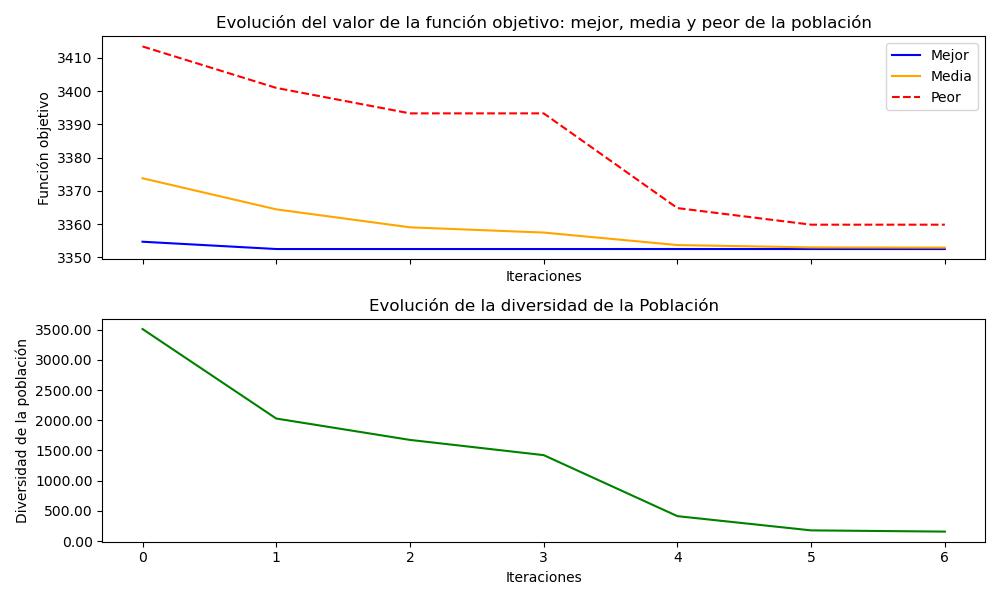 Evolución del valor de la función objetivo: mejor, media y peor de la población
Función objetivo
3410
3400
3390
3380
3370
3360
3350
Mejor
Media
Peor
Iteraciones
Evolución de la diversidad de la Población
Diversidad de la población
3500.00
3000.00
2500.00
2000.00
1500.00
1000.00
500.00
0.00
0 1 2 3 4 5 6
Iteraciones